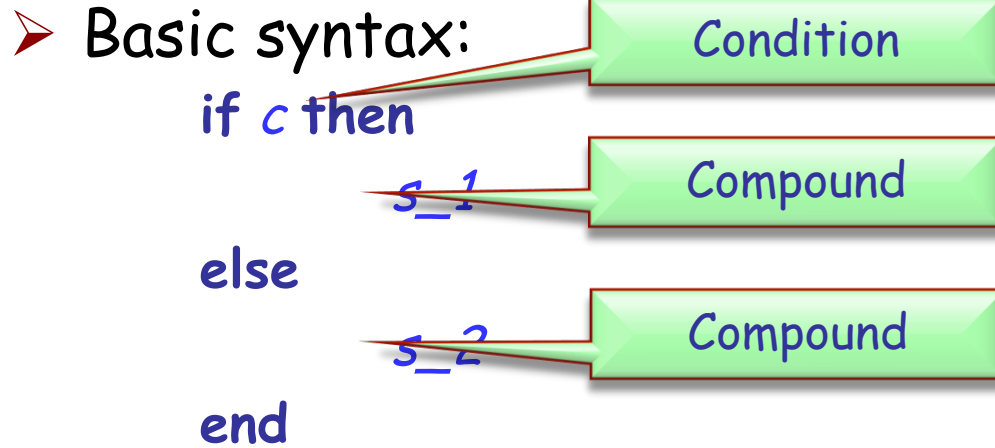 Basic syntax:
Condition
if c then
s_1
Compound
else
s_2
Compound
end